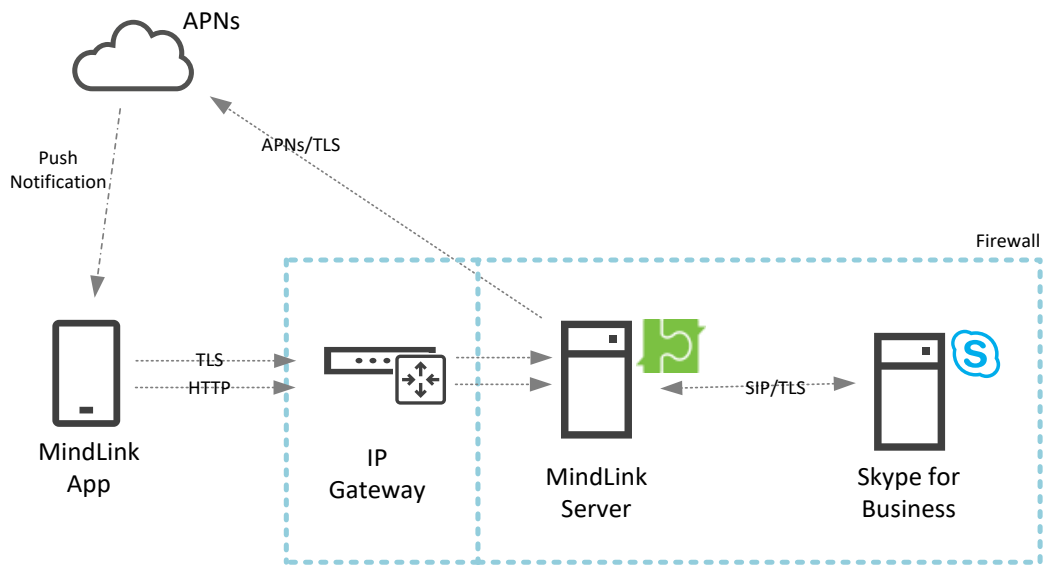 APNs
APNs/TLS
Push
Notification
Firewall
TLS
HTTP
SIP/TLS
S
MindLink
App
IP
Gateway
MindLink
Server
Skype for
Business